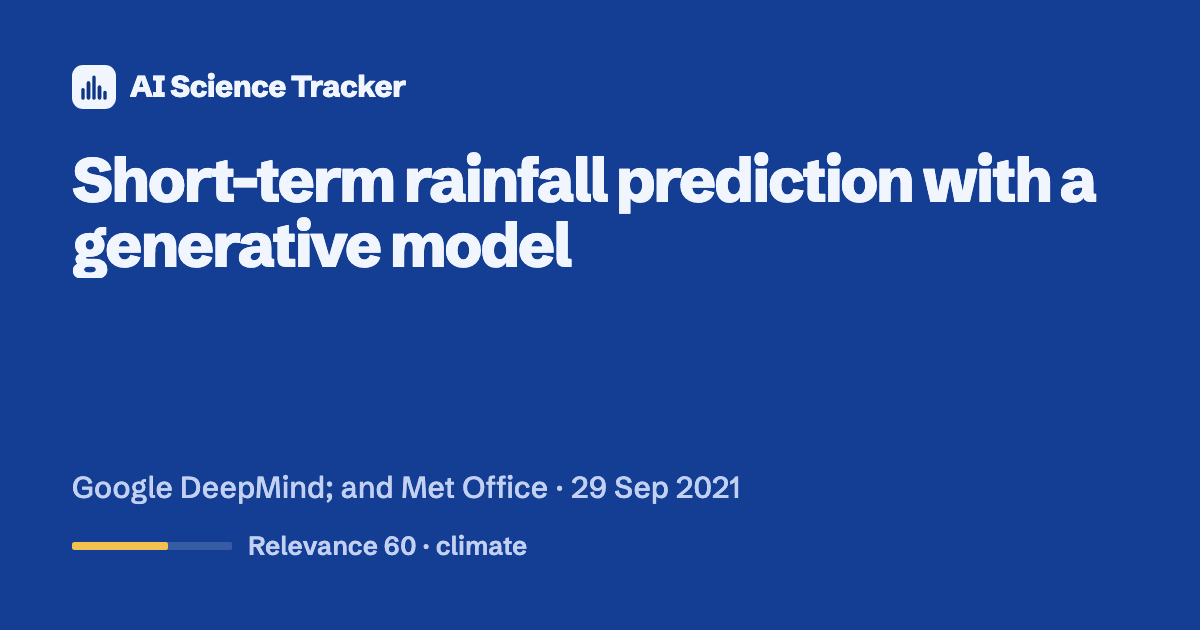 AI Science Tracker
Short-term rainfall prediction with a
generative model
Google DeepMind; and Met Office · 29 Sep 2021
Relevance 60 · climate